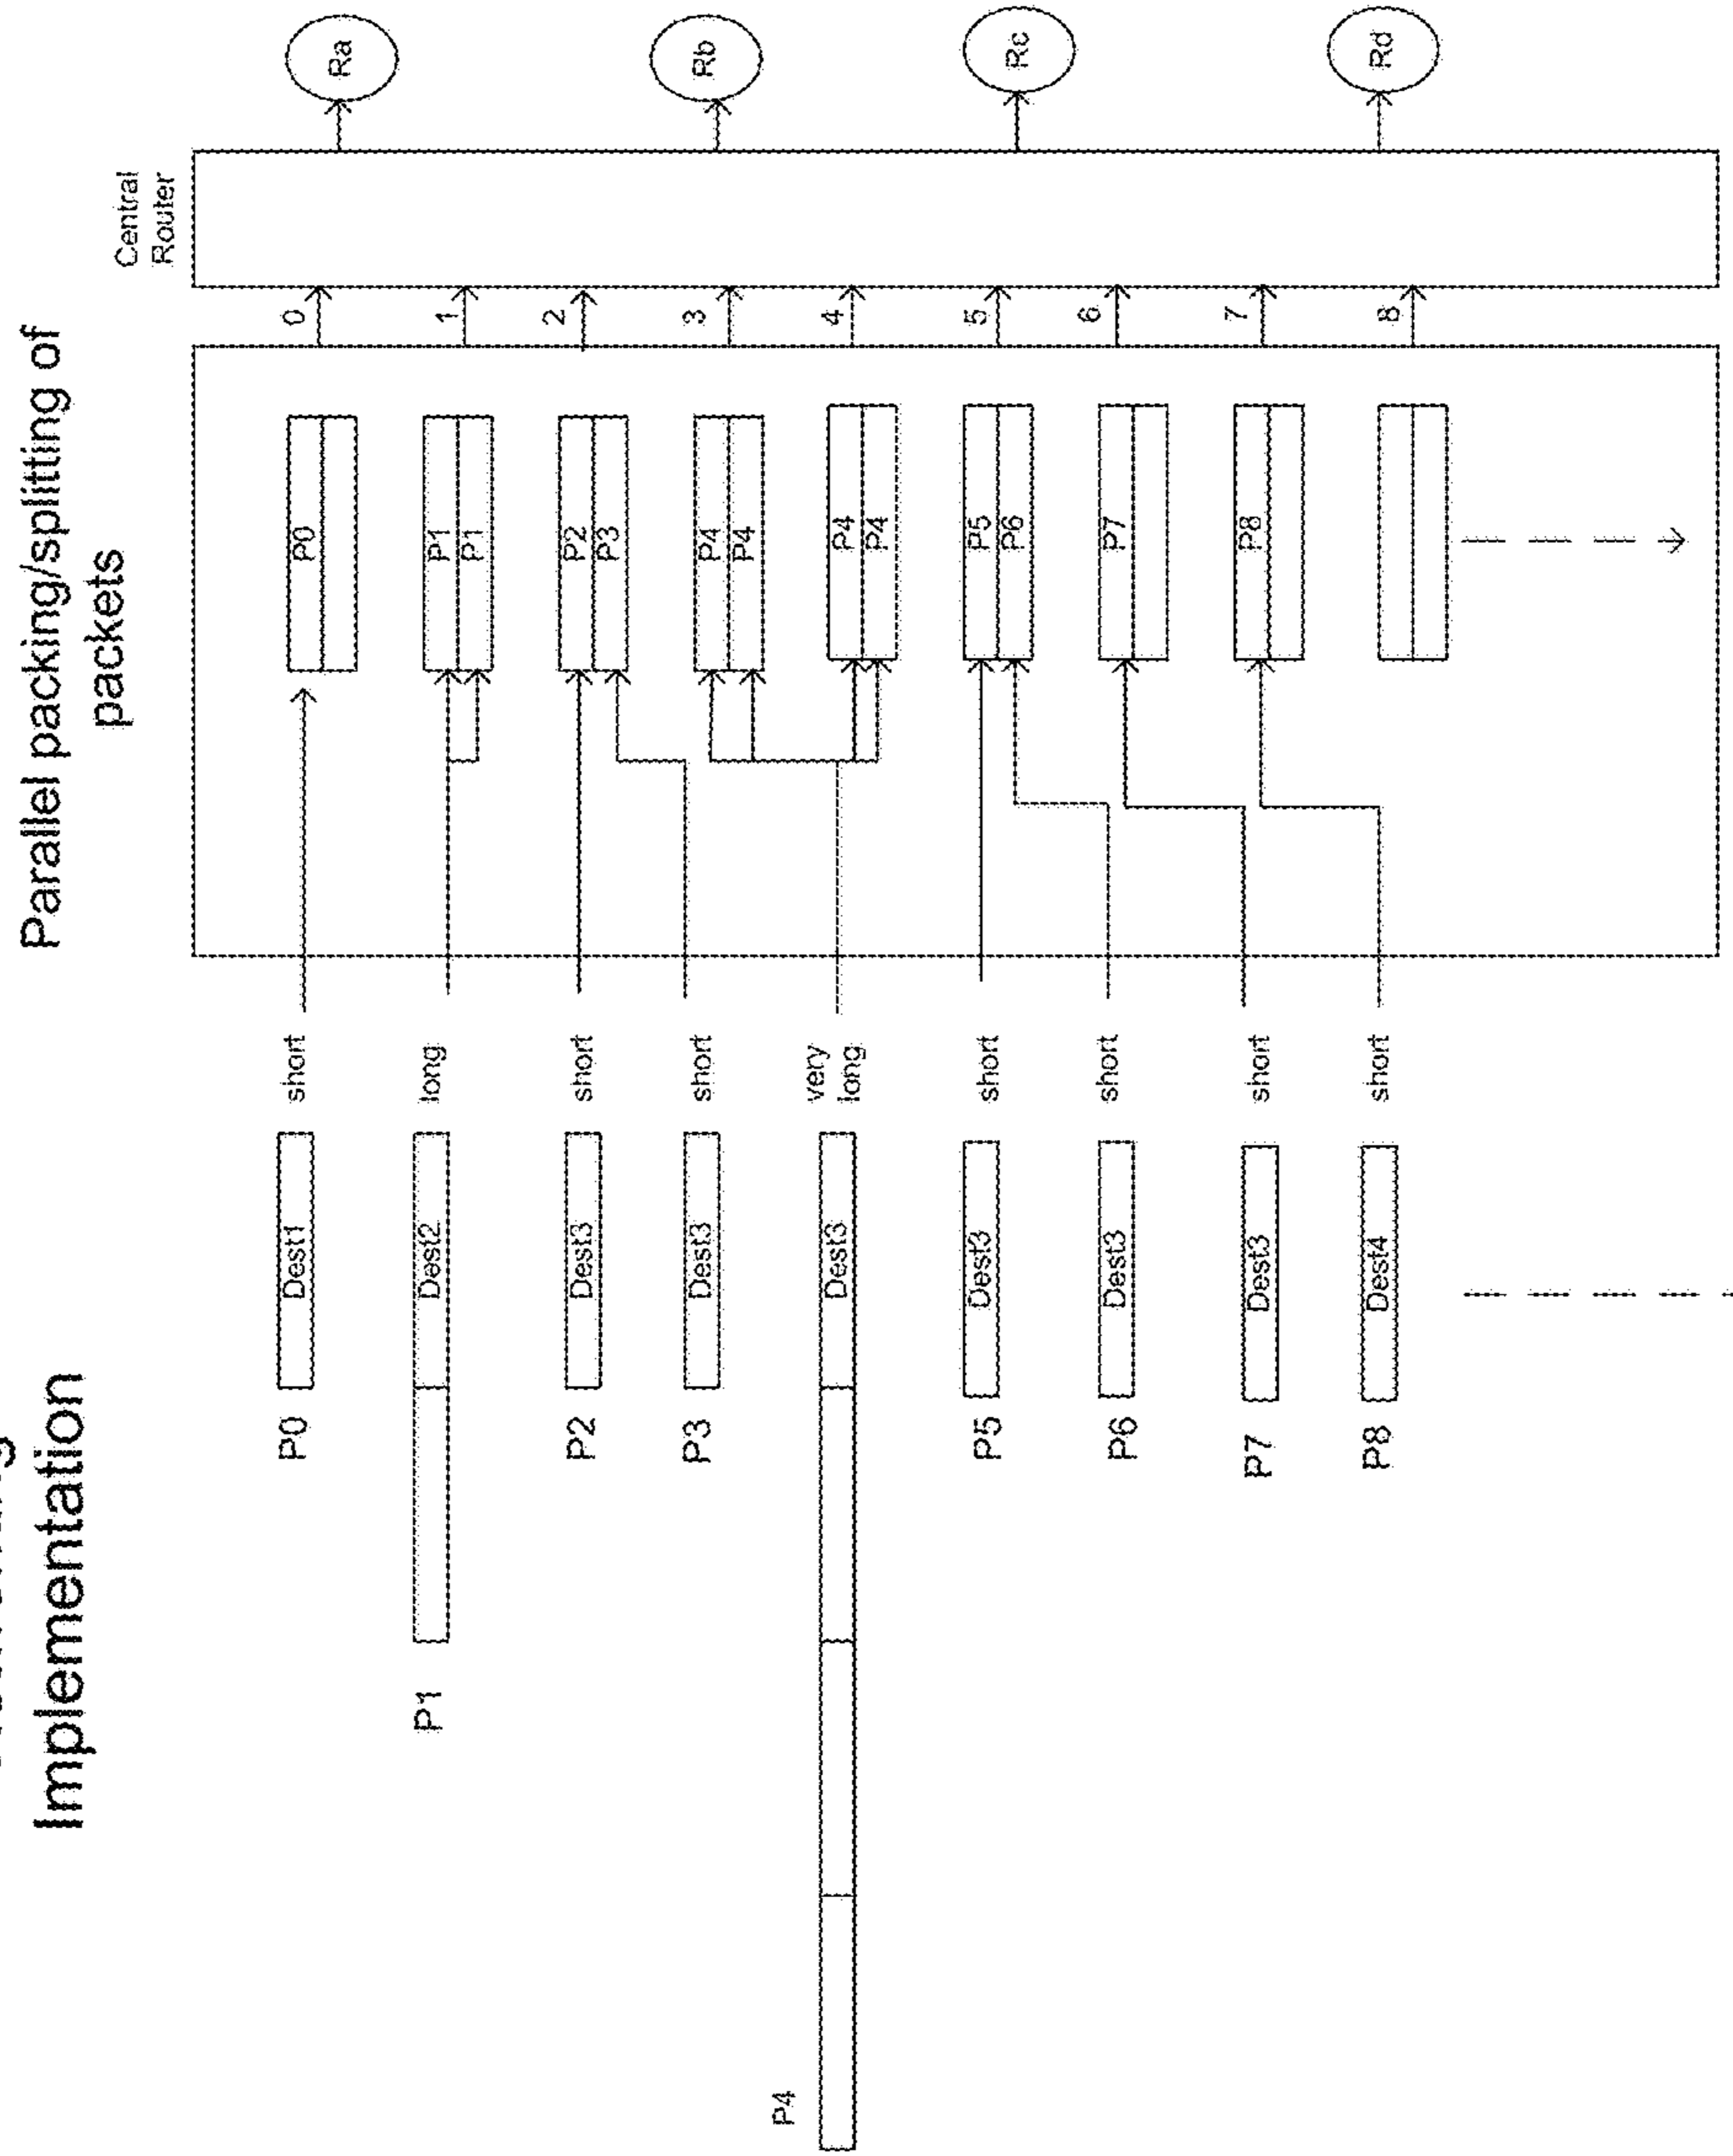 Implementation
Parallel packing/splitting of
packets
Central
Router
P0
Dest1
short
P0
0
Ra
P1
Dest2
long
P1
P1
1
P2
Dest3
short
P2
P3
2
P3
Dest3
short
P4
P4
3
Rb
P4
Dest3
very
long
P4
P4
4
P5
Dest3
short
P5
P6
5
Rc
P6
Dest3
short
P7
6
P7
Dest3
short
P8
7
P8
Dest4
short
8
Rd